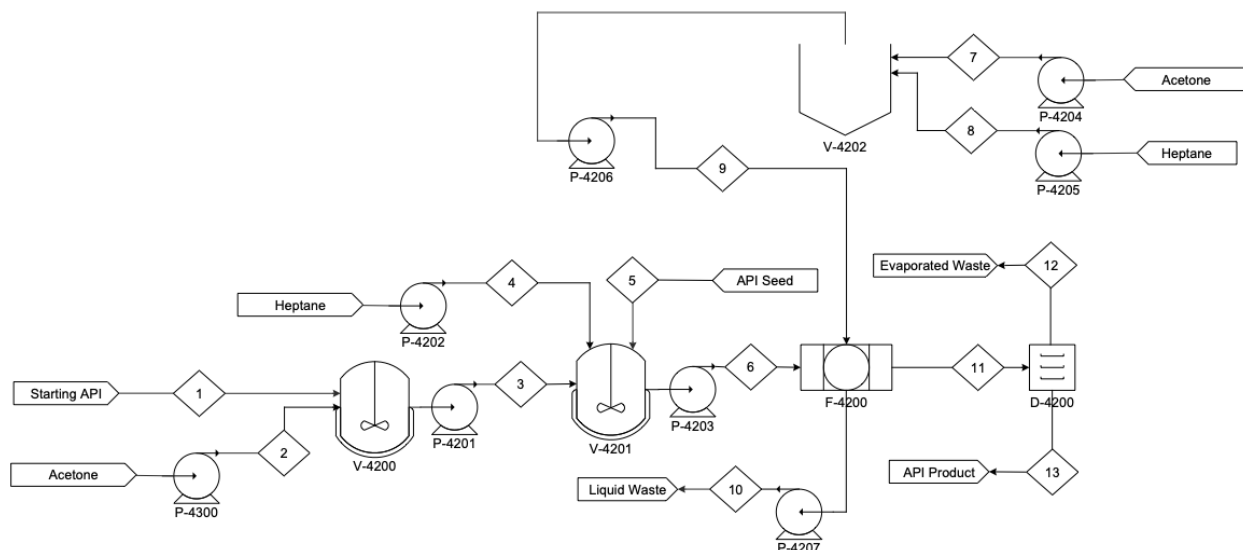 7
Acetone
P-4204
8
Heptane
P-4205
V-4202
P-4206
9
Evaporated Waste
12
4
5
API Seed
Heptane
P-4202
6
11
Starting API
1
3
P-4203
F-4200
D-4200
P-4201
V-4201
2
V-4200
Acetone
P-4300
Liquid Waste
10
API Product
13
P-4207